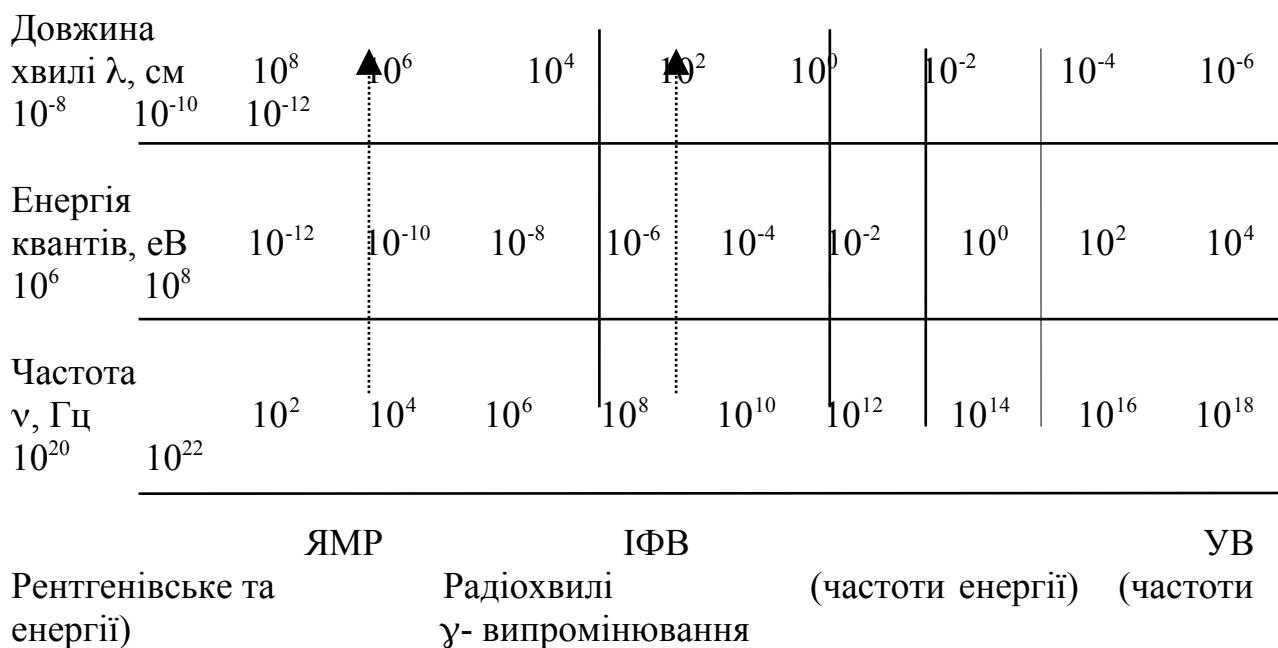 Довжина
хвилі λ, см 10⁸ 10⁶ 10⁴ 10² 10⁰ 10⁻² 10⁻⁴ 10⁻⁶
10⁻⁸ 10⁻¹⁰ 10⁻¹²
Енергія
квантів, еВ 10⁻¹² 10⁻¹⁰ 10⁻⁸ 10⁻⁶ 10⁻⁴ 10⁻² 10⁰ 10² 10⁴
10⁶ 10⁸
Частота
ν, Гц 10² 10⁴ 10⁶ 10⁸ 10¹⁰ 10¹² 10¹⁴ 10¹⁶ 10¹⁸
10²⁰ 10²²
ЯМР ІФВ УВ
Рентгенівське та Радіохвилі (частоти енергії) (частоти
енергії) γ- випромінювання